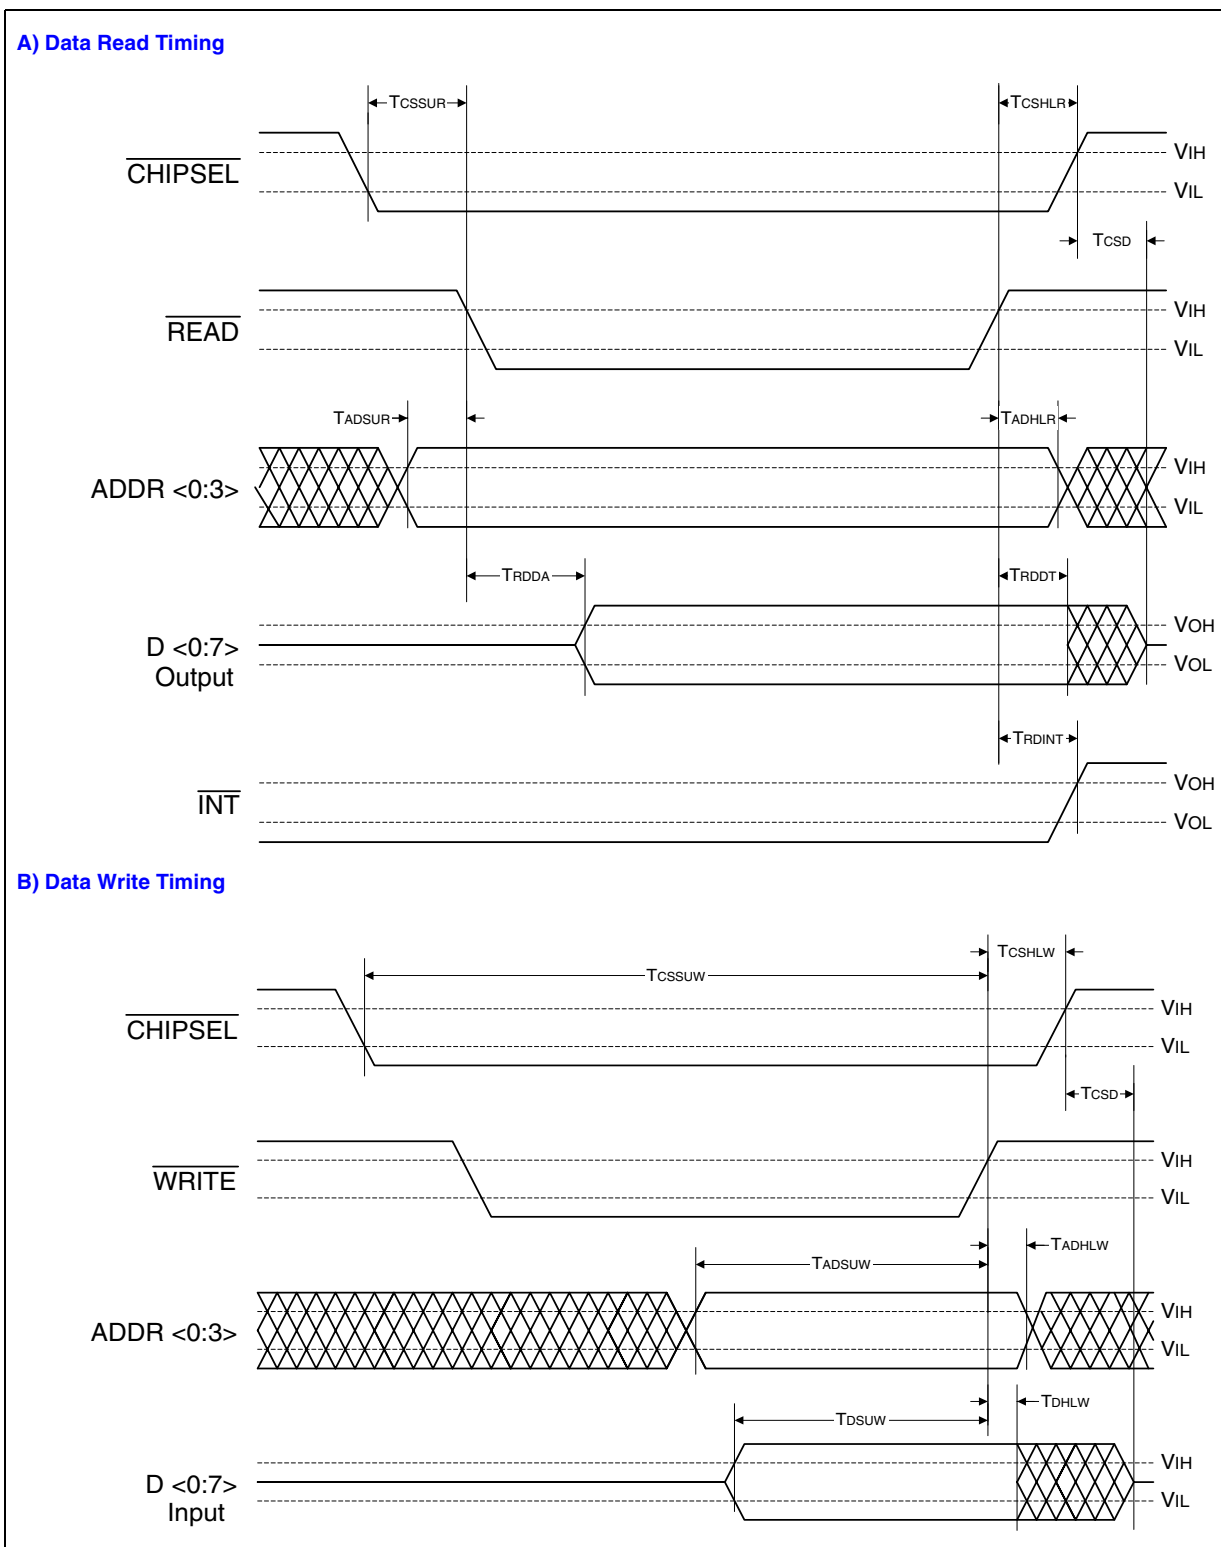 A) Data Read Timing
TCSSUR
TCSHLR
CHIPSEL
VIH
VIL
TCSD
READ
VIH
VIL
TADSUR
TADHLR
ADDR <0:3>
VIH
VIL
TRDDA
TRDDT
D <0:7>
Output
VOH
VOL
TRDINT
INT
VOH
VOL
B) Data Write Timing
TCSHLW
TCSSUW
CHIPSEL
VIH
VIL
TCSD
WRITE
VIH
VIL
TADHLW
TADSUW
ADDR <0:3>
VIH
VIL
TDHLW
TDSUW
D <0:7>
Input
VIH
VIL